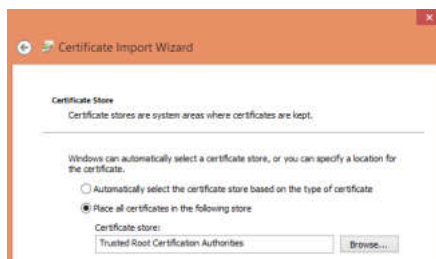 Certificate Import Wizard
Certificate Store
Certificate stores are system areas where certificates are kept.
Windows can automatically select a certificate store, or you can specify a location for
the certificate.
Automatically select the certificate store based on the type of certificate
Place all certificates in the following store
Certificate store:
Trusted Root Certification Authorities
Browse...